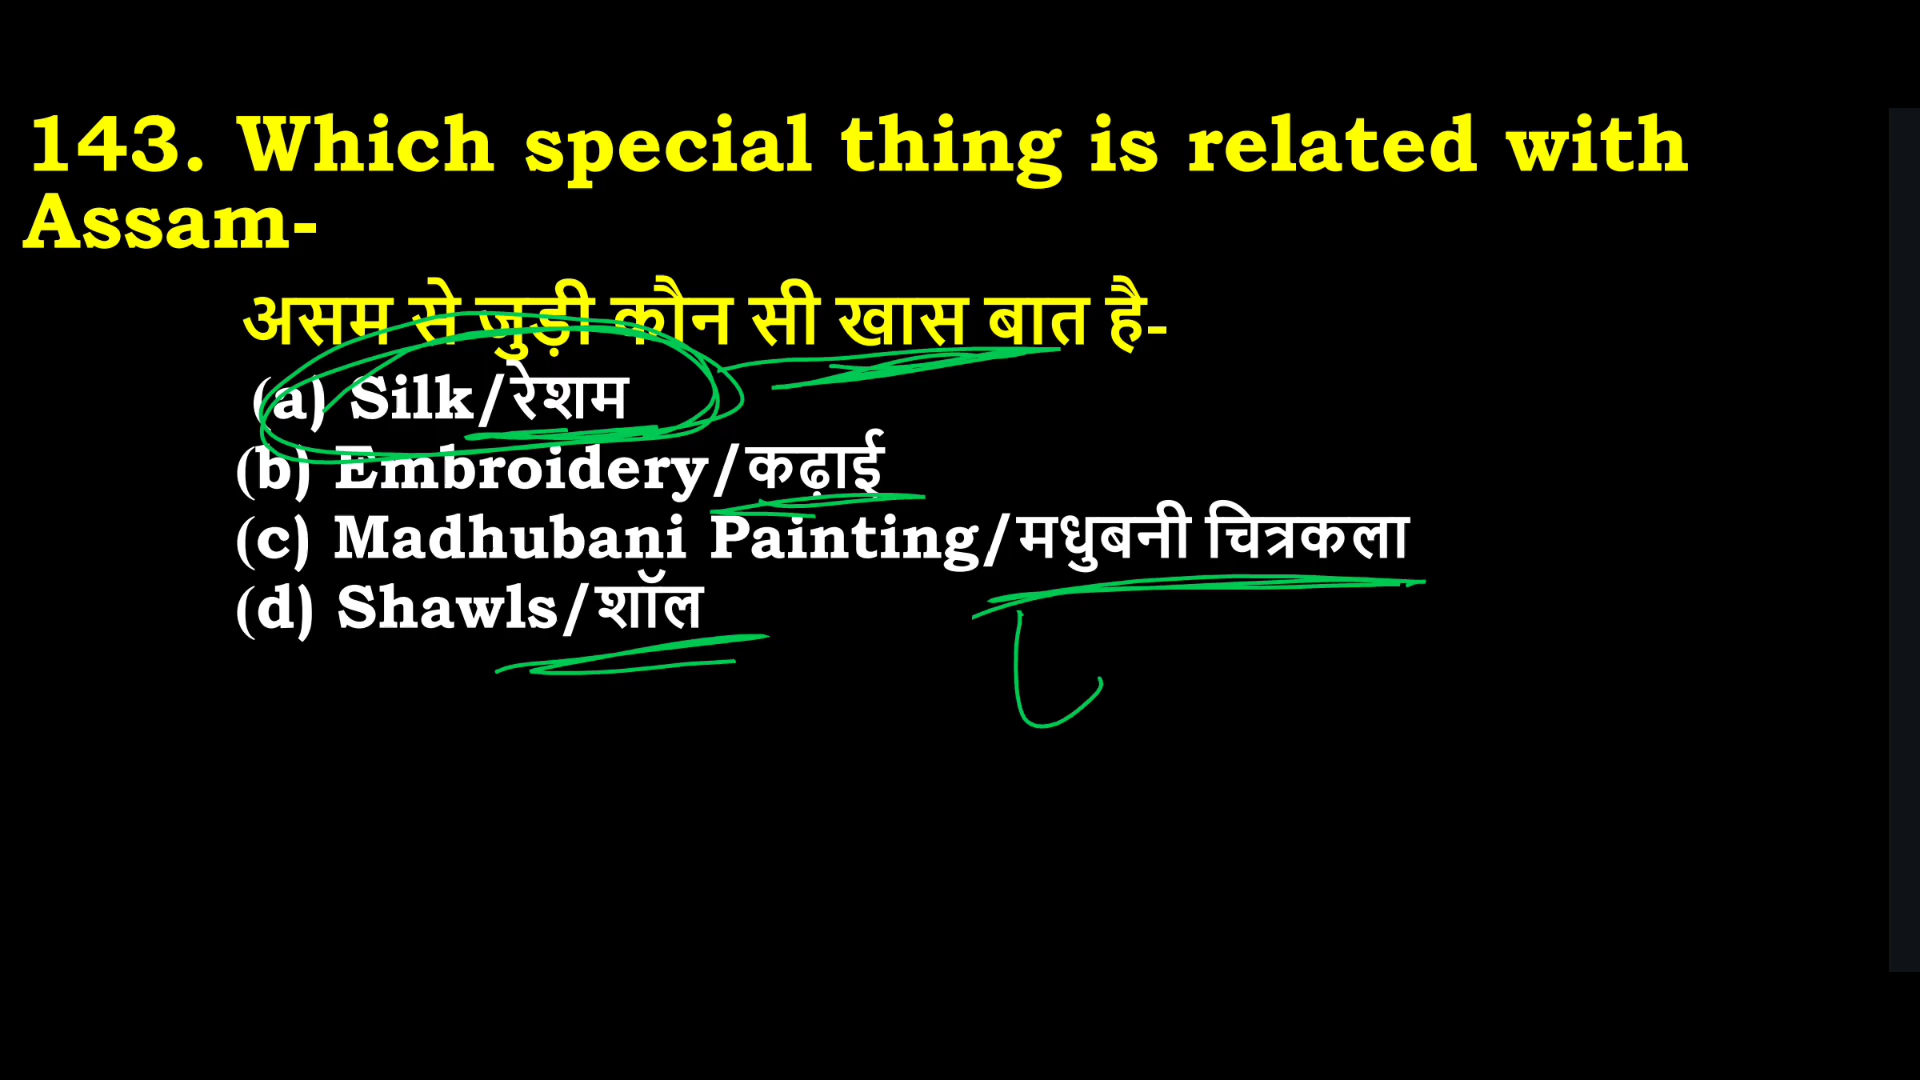 143. Which special thing is related with
Assam-
असम से जुड़ी कौन सी खास बात है-
(a) Silk/रेशम
(b) Embroidery/कढ़ाई
(c) Madhubani Painting/मधुबनी चित्रकला
(d) Shawls/शॉल